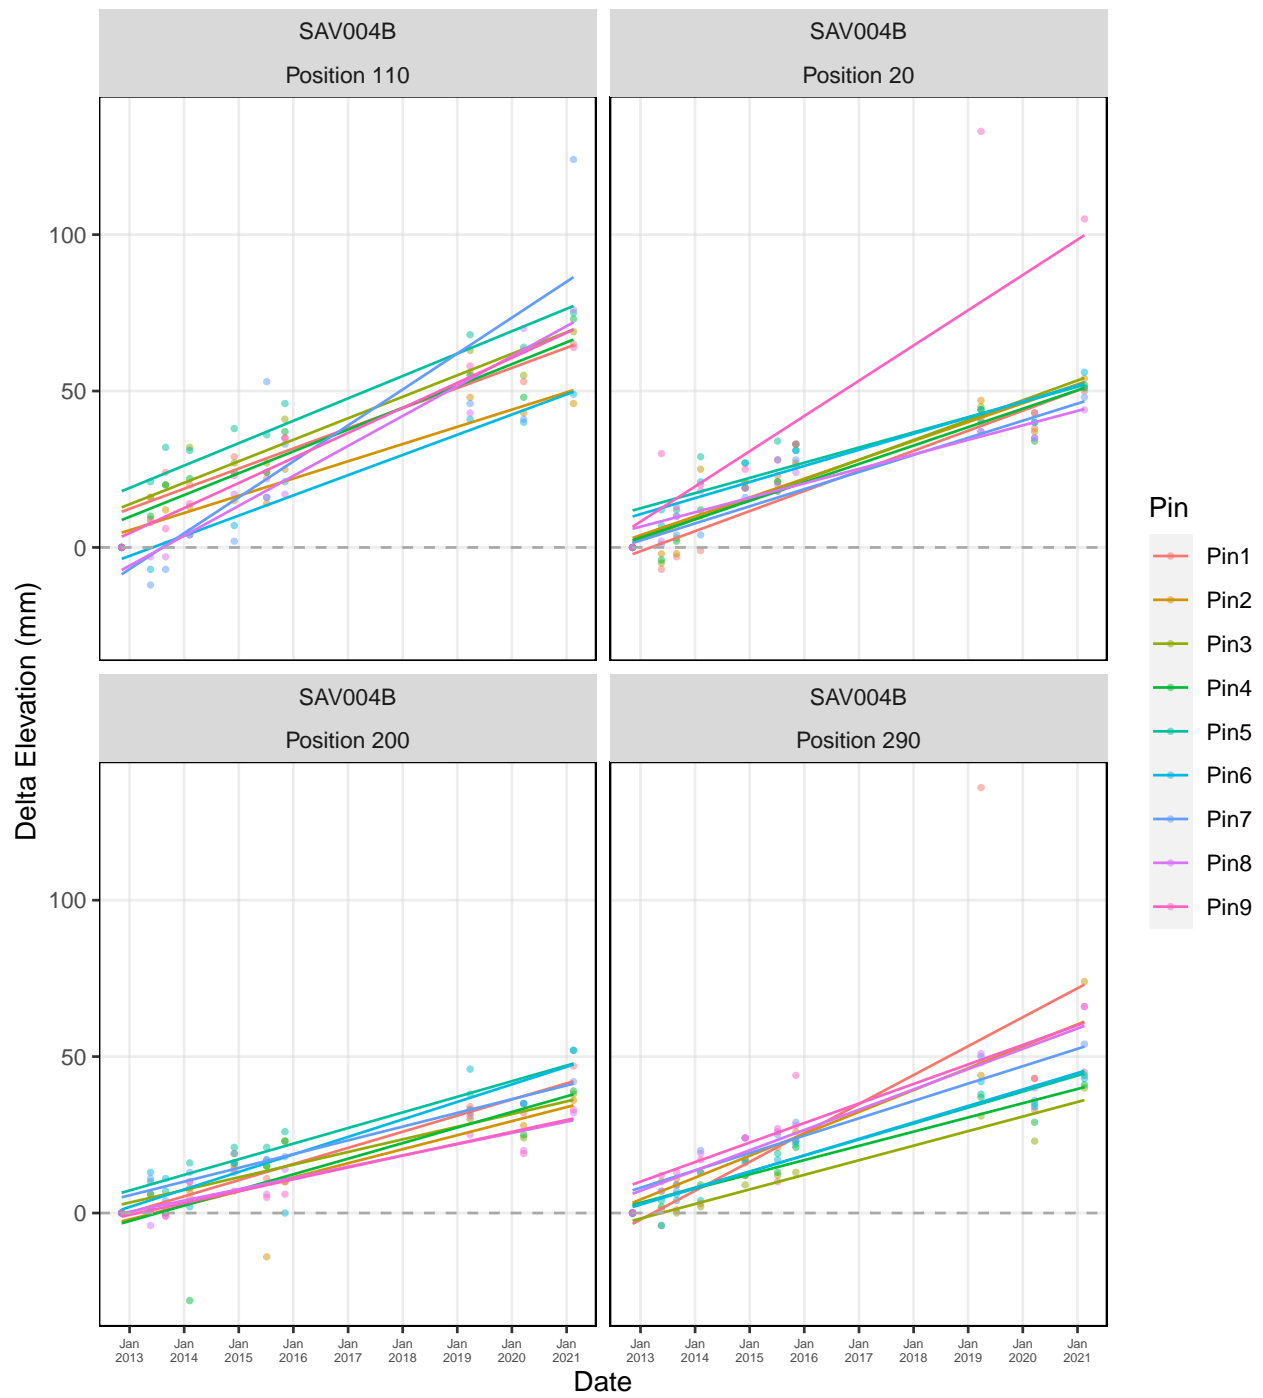 SAV004B
Position 110
SAV004B
Position 20
100
50
0
SAV004B
Position 200
SAV004B
Position 290
100
50
0
Delta Elevation (mm)
Jan Jan Jan Jan Jan Jan Jan Jan Jan
2013 2014 2015 2016 2017 2018 2019 2020 2021
Jan Jan Jan Jan Jan Jan Jan Jan Jan
2013 2014 2015 2016 2017 2018 2019 2020 2021
Date
Pin
Pin1
Pin2
Pin3
Pin4
Pin5
Pin6
Pin7
Pin8
Pin9